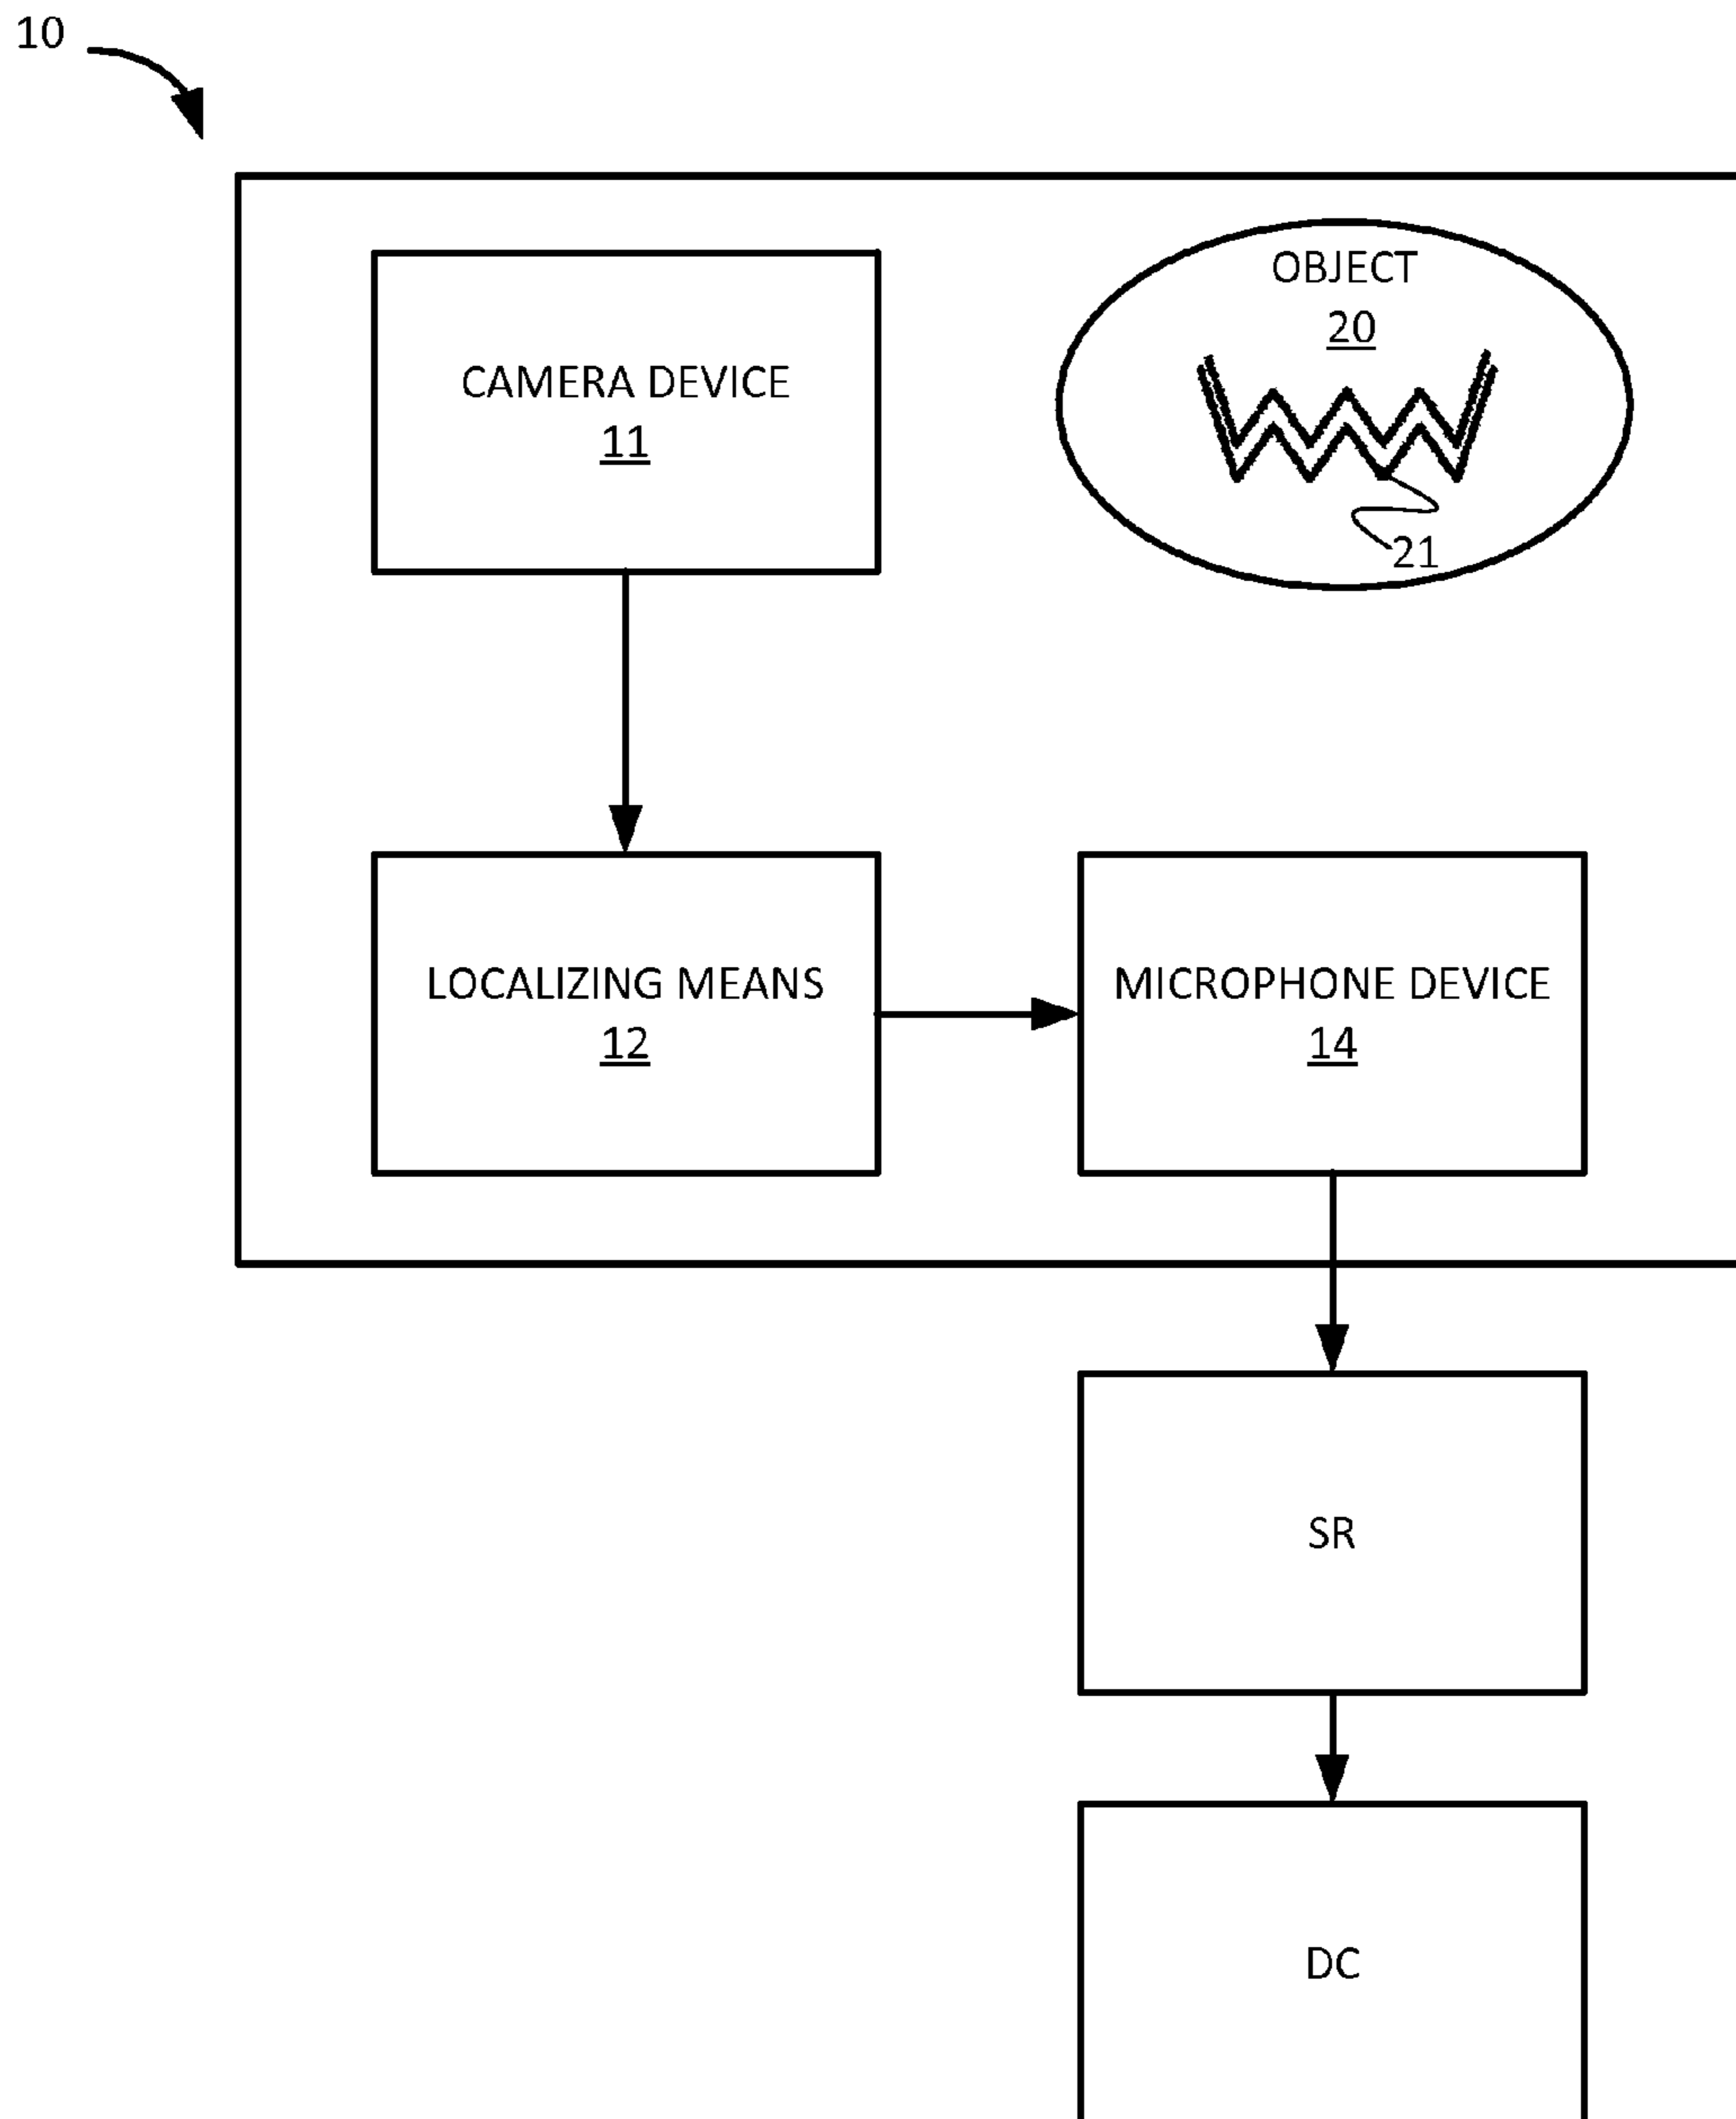 10
OBJECT
20
CAMERA DEVICE
11
21
LOCALIZING MEANS
12
MICROPHONE DEVICE
14
SR
DC